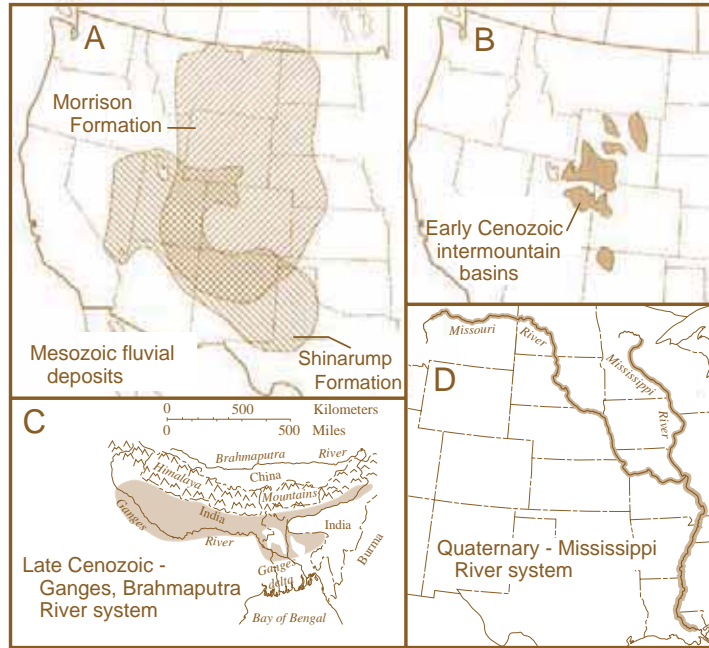 A
Morrison
Formation
Mesozoic fluvial
deposits
Shinarump
Formation
B
Early Cenozoic
intermountain
basins
C
0 500 Kilometers
0 500 Miles
Brahmaputra River
Himalaya
China
Mountains
Ganges
India
River
India
Burma
Ganges
delta
Bay of Bengal
Late Cenozoic -
Ganges, Brahmaputra
River system
D
Missouri River
Mississippi
River
Quaternary - Mississippi
River system